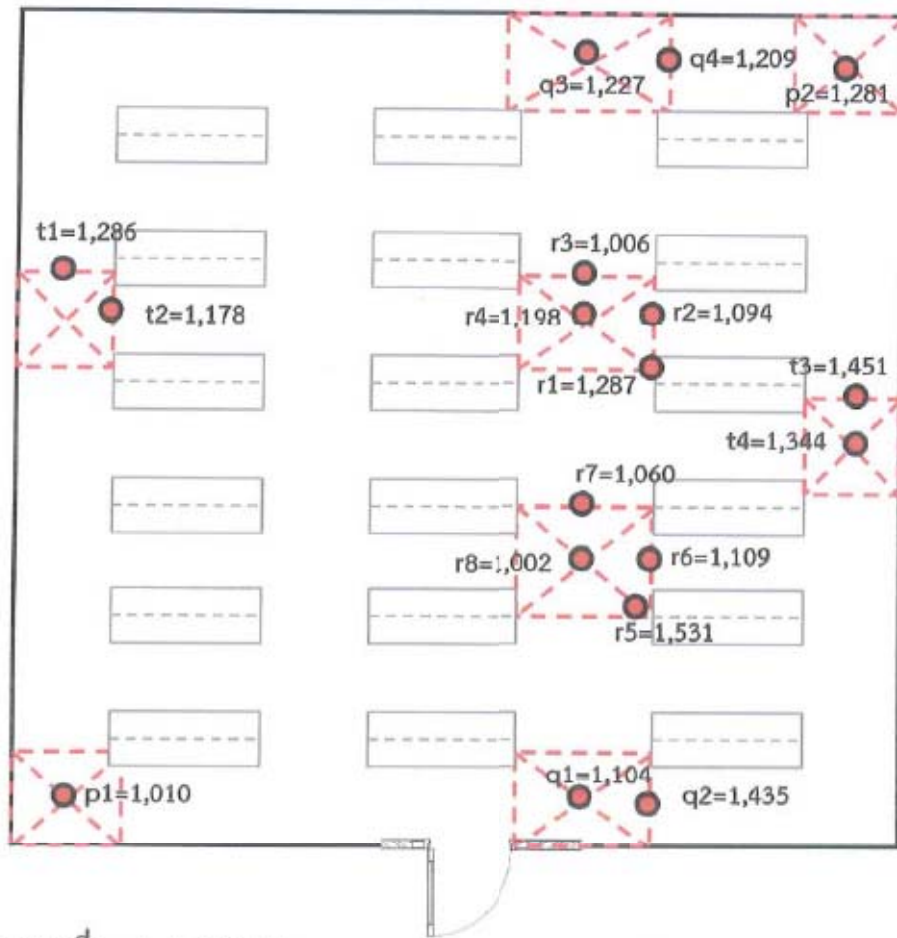 q4=1,209
q3=1,227
p2=1,281
t1=1,286
r3=1,006
t2=1,178
r4=1,198
r2=1,094
t3=1,451
r1=1,287
t4=1,344
r7=1,060
r8=1,002
r6=1,109
r5=1,531
q1=1,104
p1=1,010
q2=1,435